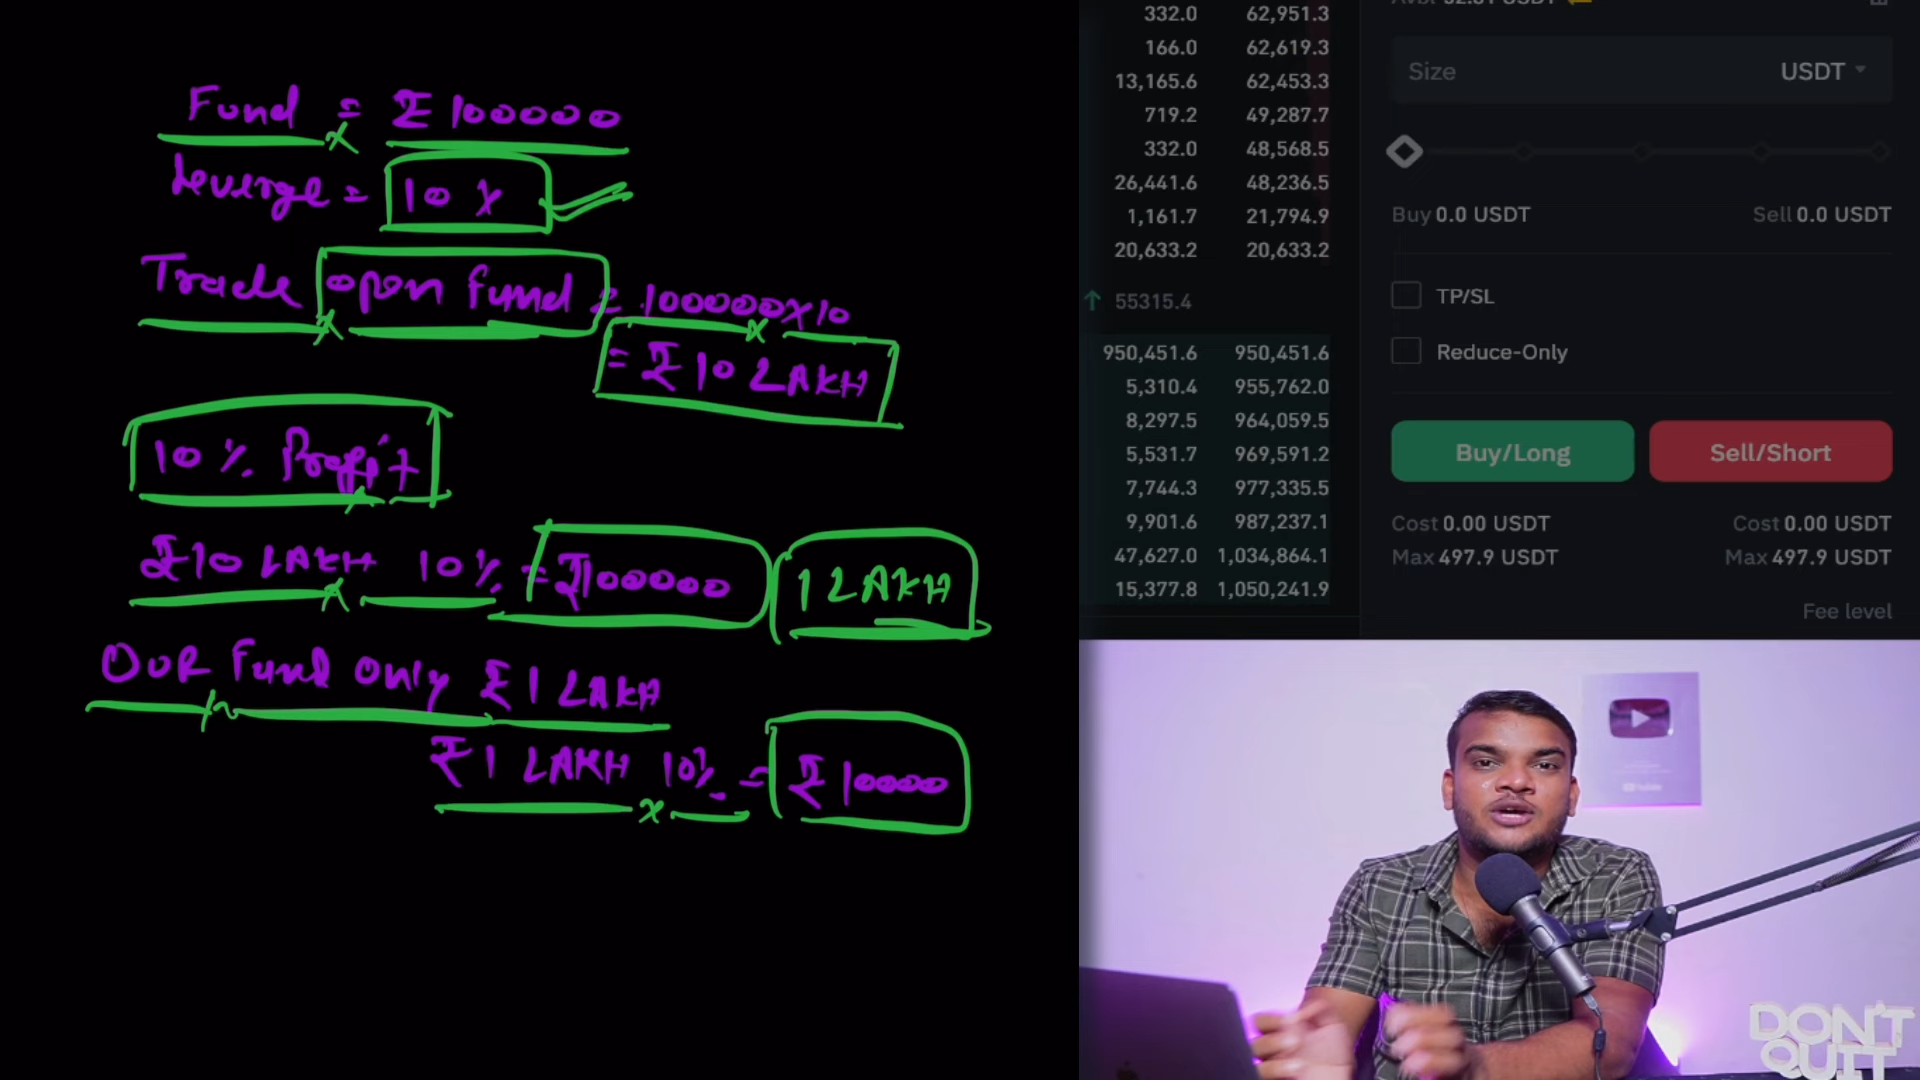 Fund = ₹100000
Leverge = 10 X
Trade open fund = 100000X10
= ₹10 LAKH
10 % Profit
₹10 LAKH 10% = ₹100000 1 LAKH
OUR Fund Only ₹1 LAKH
₹1 LAKH 10% = ₹10000
332.0 62,951.3
166.0 62,619.3
13,165.6 62,453.3
719.2 49,287.7
332.0 48,568.5
26,441.6 48,236.5
1,161.7 21,794.9
20,633.2 20,633.2
↑ 55315.4
950,451.6 950,451.6
5,310.4 955,762.0
8,297.5 964,059.5
5,531.7 969,591.2
7,744.3 977,335.5
9,901.6 987,237.1
47,627.0 1,034,864.1
15,377.8 1,050,241.9
Size USDT
Buy 0.0 USDT Sell 0.0 USDT
TP/SL
Reduce-Only
Buy/Long Sell/Short
Cost 0.00 USDT Cost 0.00 USDT
Max 497.9 USDT Max 497.9 USDT
Fee level
DON'T
QUIT